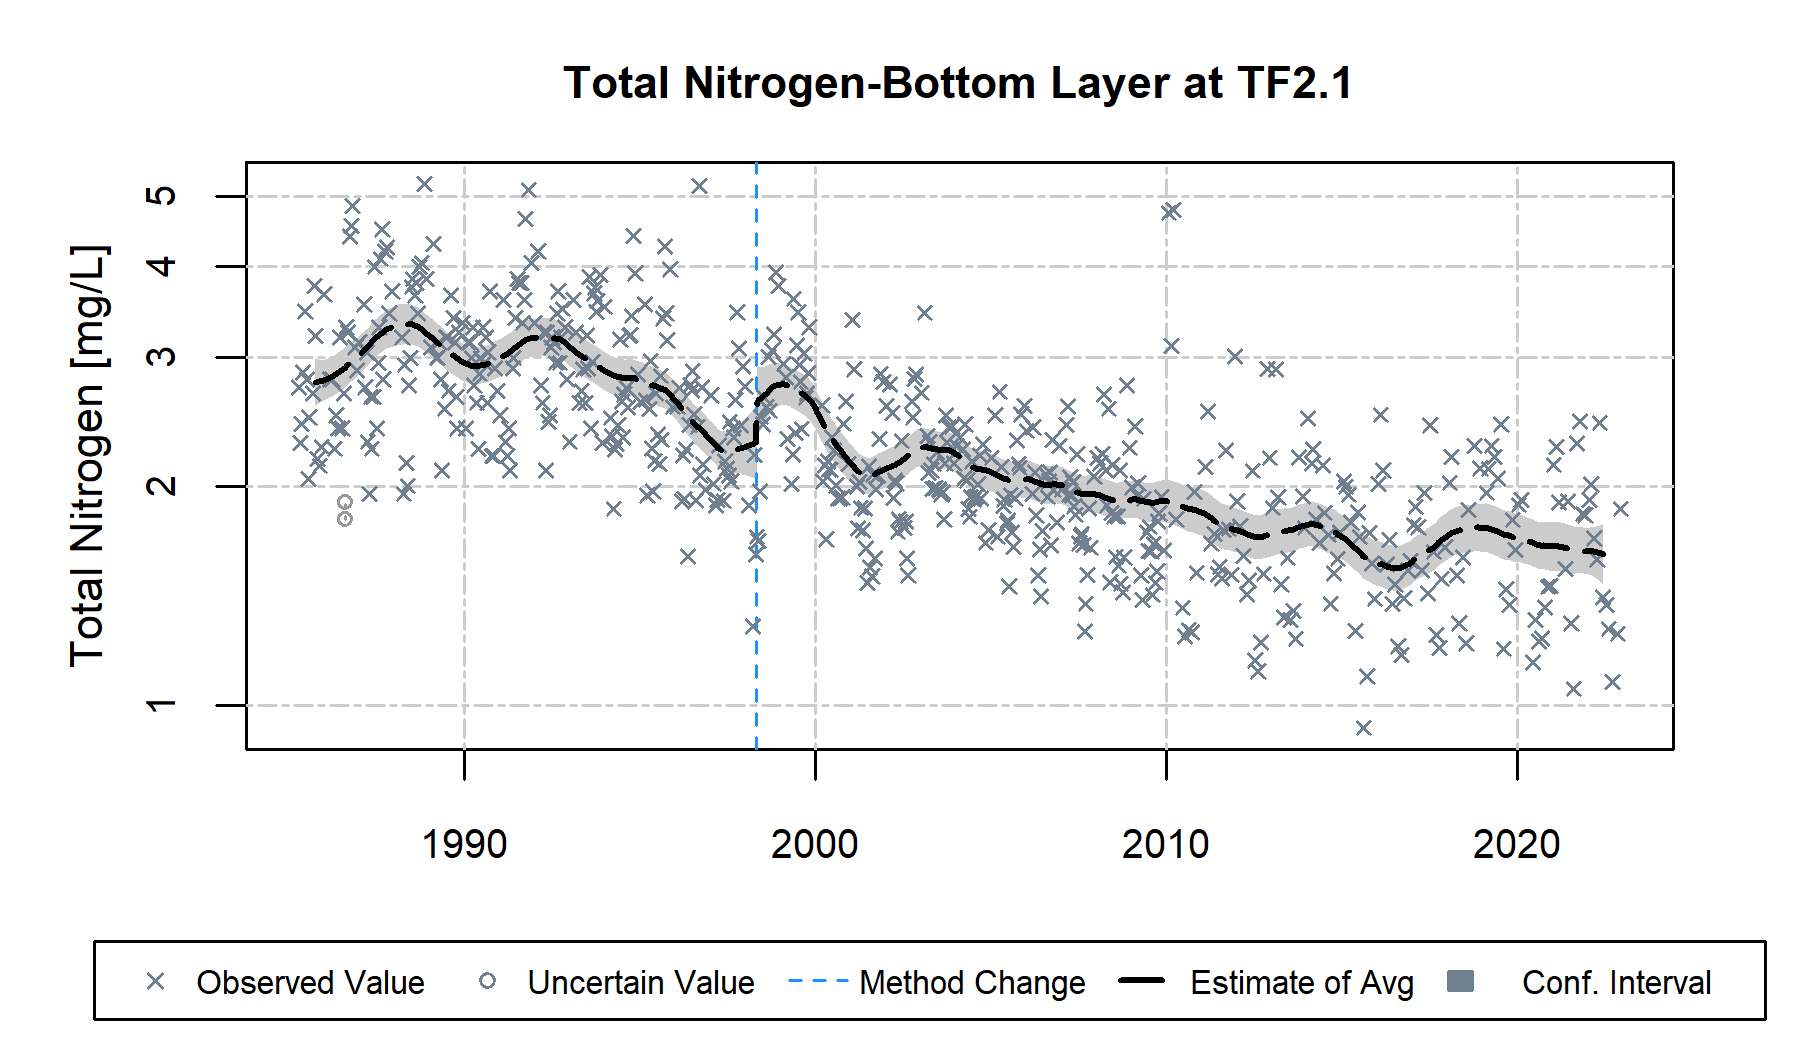 Total Nitrogen-Bottom Layer at TF2.1
Total Nitrogen [mg/L]
5
4
3
2
1
1990 2000 2010 2020
Observed Value Uncertain Value Method Change Estimate of Avg Conf. Interval